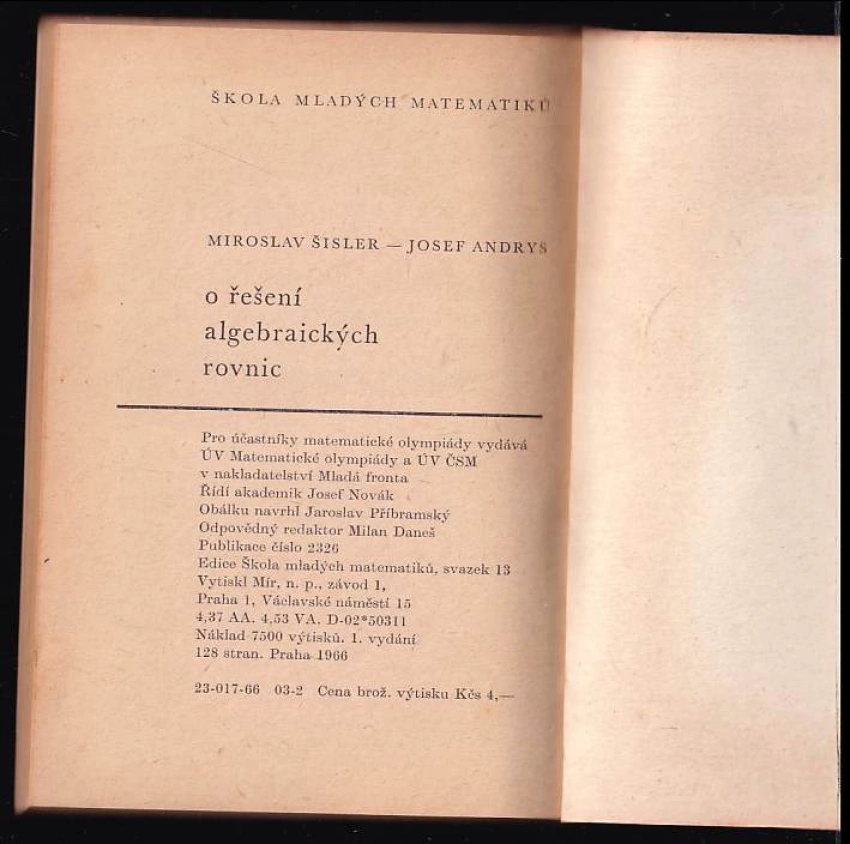 ŠKOLA MLADÝCH MATEMATIKŮ
MIROSLAV ŠISLER — JOSEF ANDRYS
o řešení
algebraických
rovnic
Pro účastníky matematické olympiády vydává
ÚV Matematické olympiády a ÚV ČSM
v nakladatelství Mladá fronta
Řídí akademik Josef Novák
Obálku navrhl Jaroslav Příbramský
Odpovědný redaktor Milan Daneš
Publikace číslo 2326
Edice Škola mladých matematiků, svazek 13
Vytiskl Mír, n. p., závod 1,
Praha 1, Václavské náměstí 15
4,37 AA. 4,53 VA. D-02*50311
Náklad 7500 výtisků. 1. vydání
128 stran. Praha 1966
23-017-66 03-2 Cena brož. výtisku Kčs 4,—